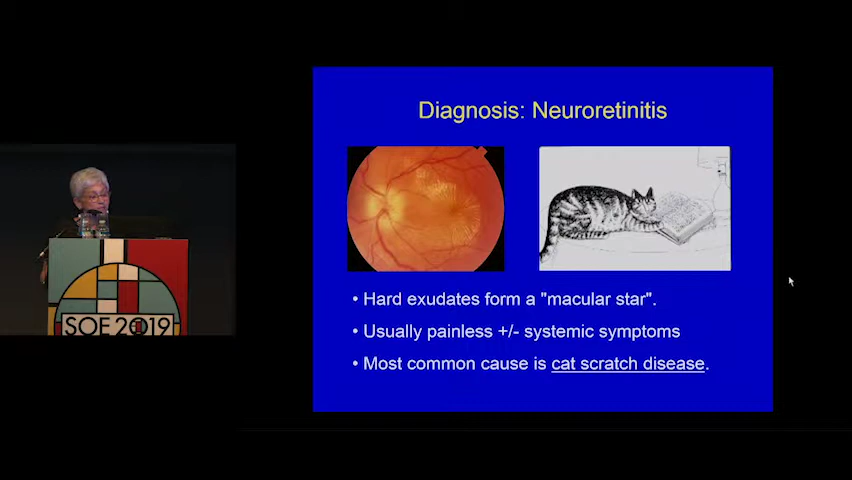 Diagnosis: Neuroretinitis
• Hard exudates form a "macular star".
• Usually painless +/- systemic symptoms
• Most common cause is cat scratch disease.
SOE 2019